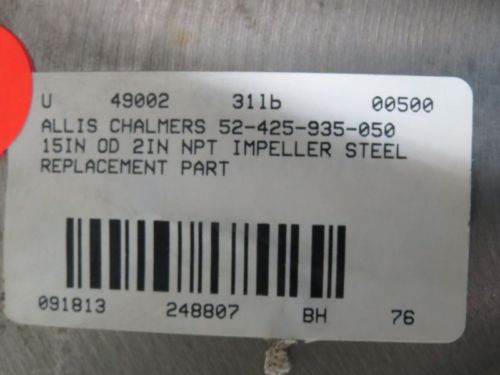 U 49002 31lb 00500
ALLIS CHALMERS 52-425-935-050
15IN OD 2IN NPT IMPELLER STEEL
REPLACEMENT PART
091813 248807 BH 76